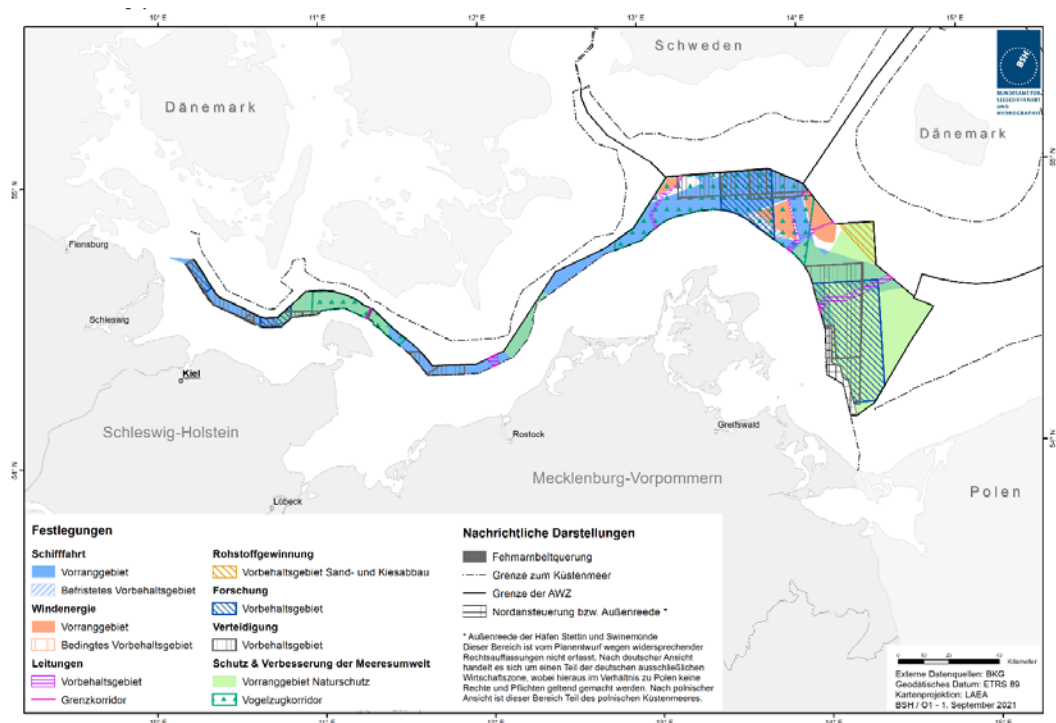 10° E
11° E
12° E
13° E
14° E
15° E
Schweden
BSH
BUNDESAMT FÜR
SEESCHIFFFAHRT
UND
HYDROGRAPHIE
Dänemark
Dänemark
55° N
55° N
Flensburg
Schleswig
Kiel
Schleswig-Holstein
Rostock
Greifswald
54° N
54° N
Mecklenburg-Vorpommern
Polen
Lübeck
Festlegungen
Schifffahrt
Vorranggebiet
Befristetes Vorbehaltsgebiet
Windenergie
Vorranggebiet
Bedingtes Vorbehaltsgebiet
Leitungen
Vorbehaltsgebiet
Grenzkorridor
Rohstoffgewinnung
Vorbehaltsgebiet Sand- und Kiesabbau
Forschung
Vorbehaltsgebiet
Verteidigung
Vorbehaltsgebiet
Schutz & Verbesserung der Meeresumwelt
Vorranggebiet Naturschutz
Vogelzugkorridor
Nachrichtliche Darstellungen
Fehmarnbeltquerung
Grenze zum Küstenmeer
Grenze der AWZ
Nordansteuerung bzw. Außenreede *
* Außenreede der Häfen Stettin und Swinemünde
Dieser Bereich ist vom Planentwurf wegen widersprechender
Rechtsauffassungen nicht erfasst. Nach deutscher Ansicht
handelt es sich um einen Teil der deutschen ausschließlichen
Wirtschaftszone, wobei hieraus im Verhältnis zu Polen keine
Rechte und Pflichten geltend gemacht werden. Nach polnischer
Ansicht ist dieser Bereich Teil des polnischen Küstenmeeres.
Kilometer
Externe Datenquellen: BKG
Geodätisches Datum: ETRS 89
Kartenprojektion: LAEA
BSH / O1 - 1. September 2021
10° E
11° E
12° E
13° E
14° E